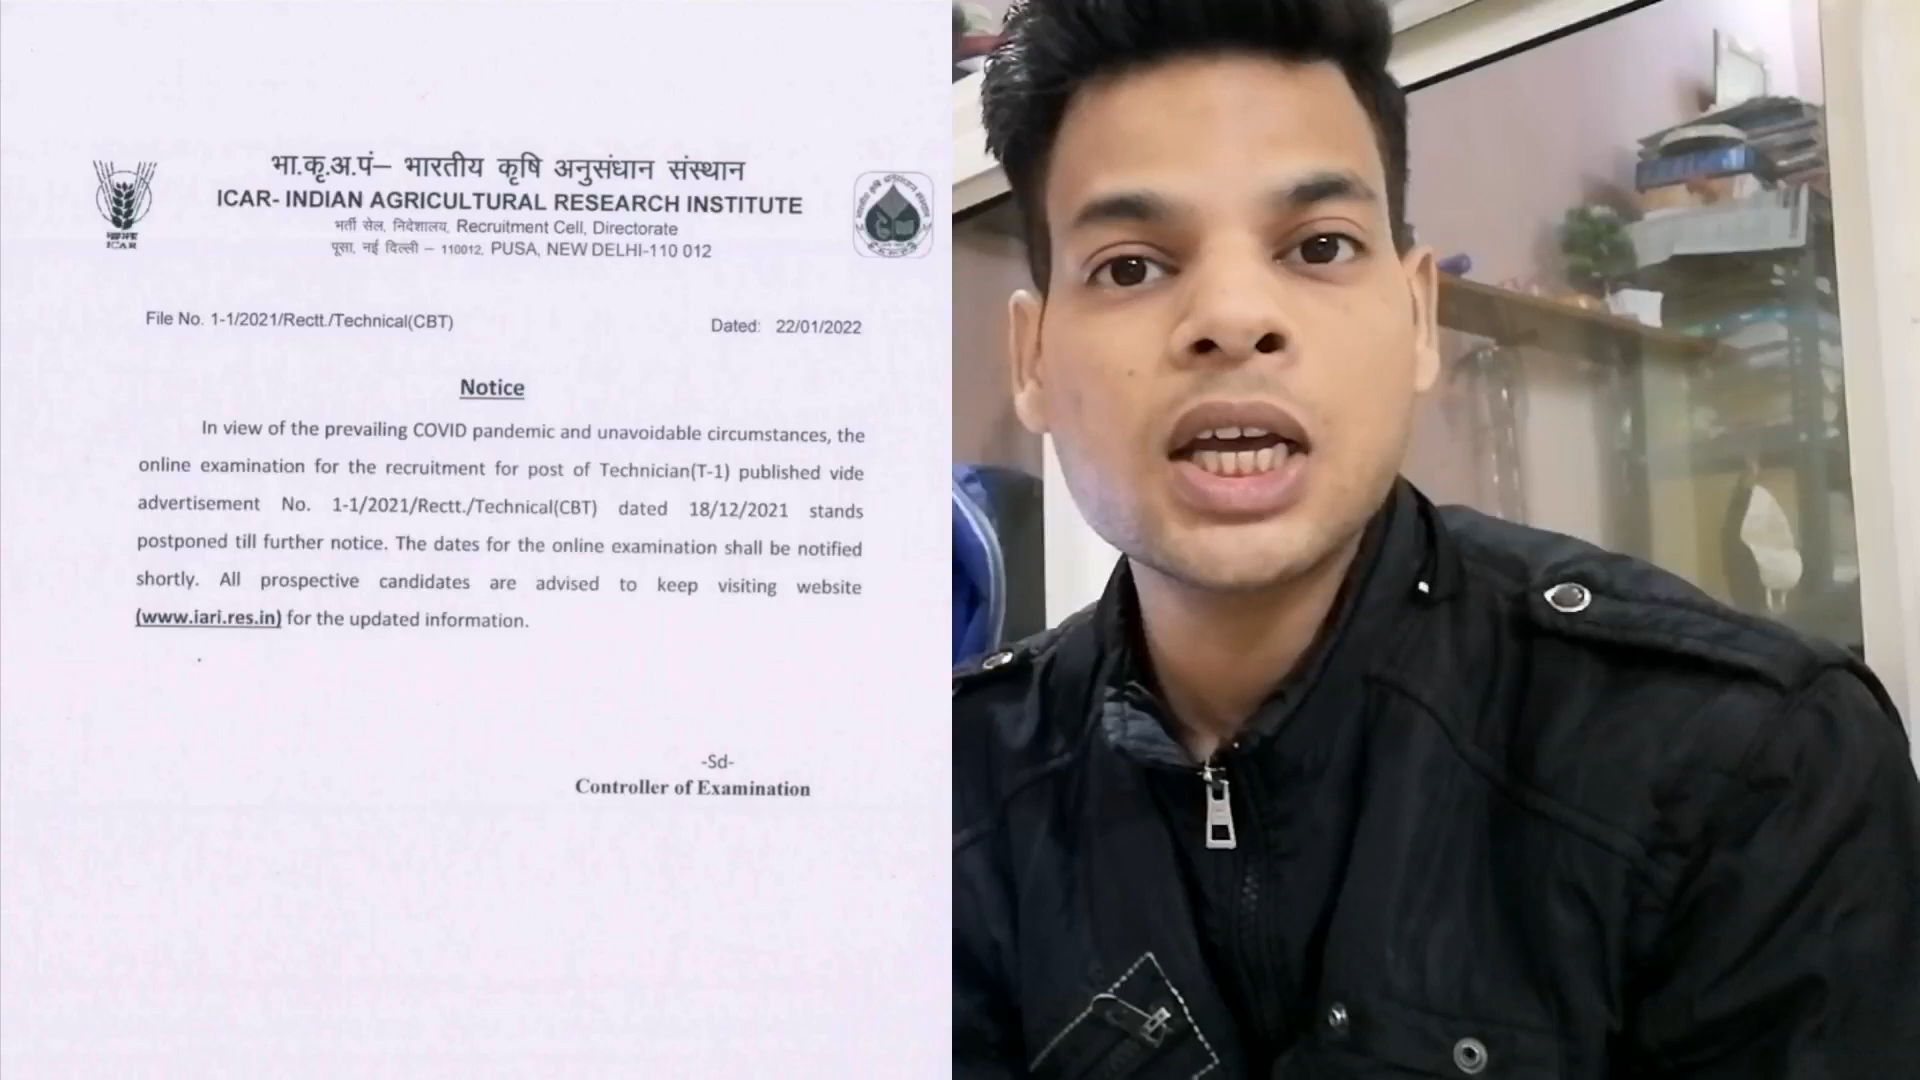 भा.कृ.अ.पं– भारतीय कृषि अनुसंधान संस्थान
ICAR- INDIAN AGRICULTURAL RESEARCH INSTITUTE
भर्ती सेल, निदेशालय, Recruitment Cell, Directorate
पूसा, नई दिल्ली – 110012, PUSA, NEW DELHI-110 012
ICAR
File No. 1-1/2021/Rectt./Technical(CBT)
Dated: 22/01/2022
Notice
In view of the prevailing COVID pandemic and unavoidable circumstances, the
online examination for the recruitment for post of Technician(T-1) published vide
advertisement No. 1-1/2021/Rectt./Technical(CBT) dated 18/12/2021 stands
postponed till further notice. The dates for the online examination shall be notified
shortly. All prospective candidates are advised to keep visiting website
(www.iari.res.in) for the updated information.
-Sd-
Controller of Examination